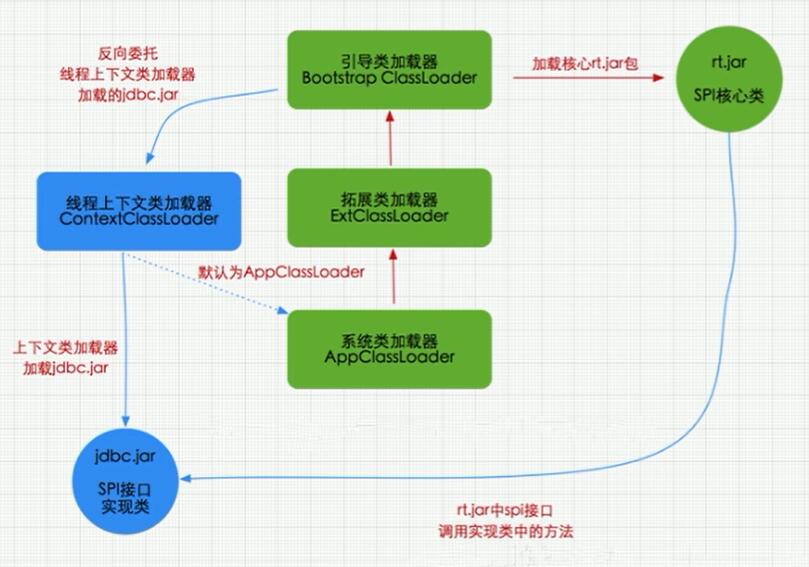 反向委托
线程上下文类加载器
加载的jdbc.jar
引导类加载器
Bootstrap ClassLoader
加载核心rt.jar包
rt.jar
SPI核心类
线程上下文类加载器
ContextClassLoader
拓展类加载器
ExtClassLoader
默认为AppClassLoader
系统类加载器
AppClassLoader
上下文类加载器
加载jdbc.jar
jdbc.jar
SPI接口
实现类
rt.jar中spi接口
调用实现类中的方法